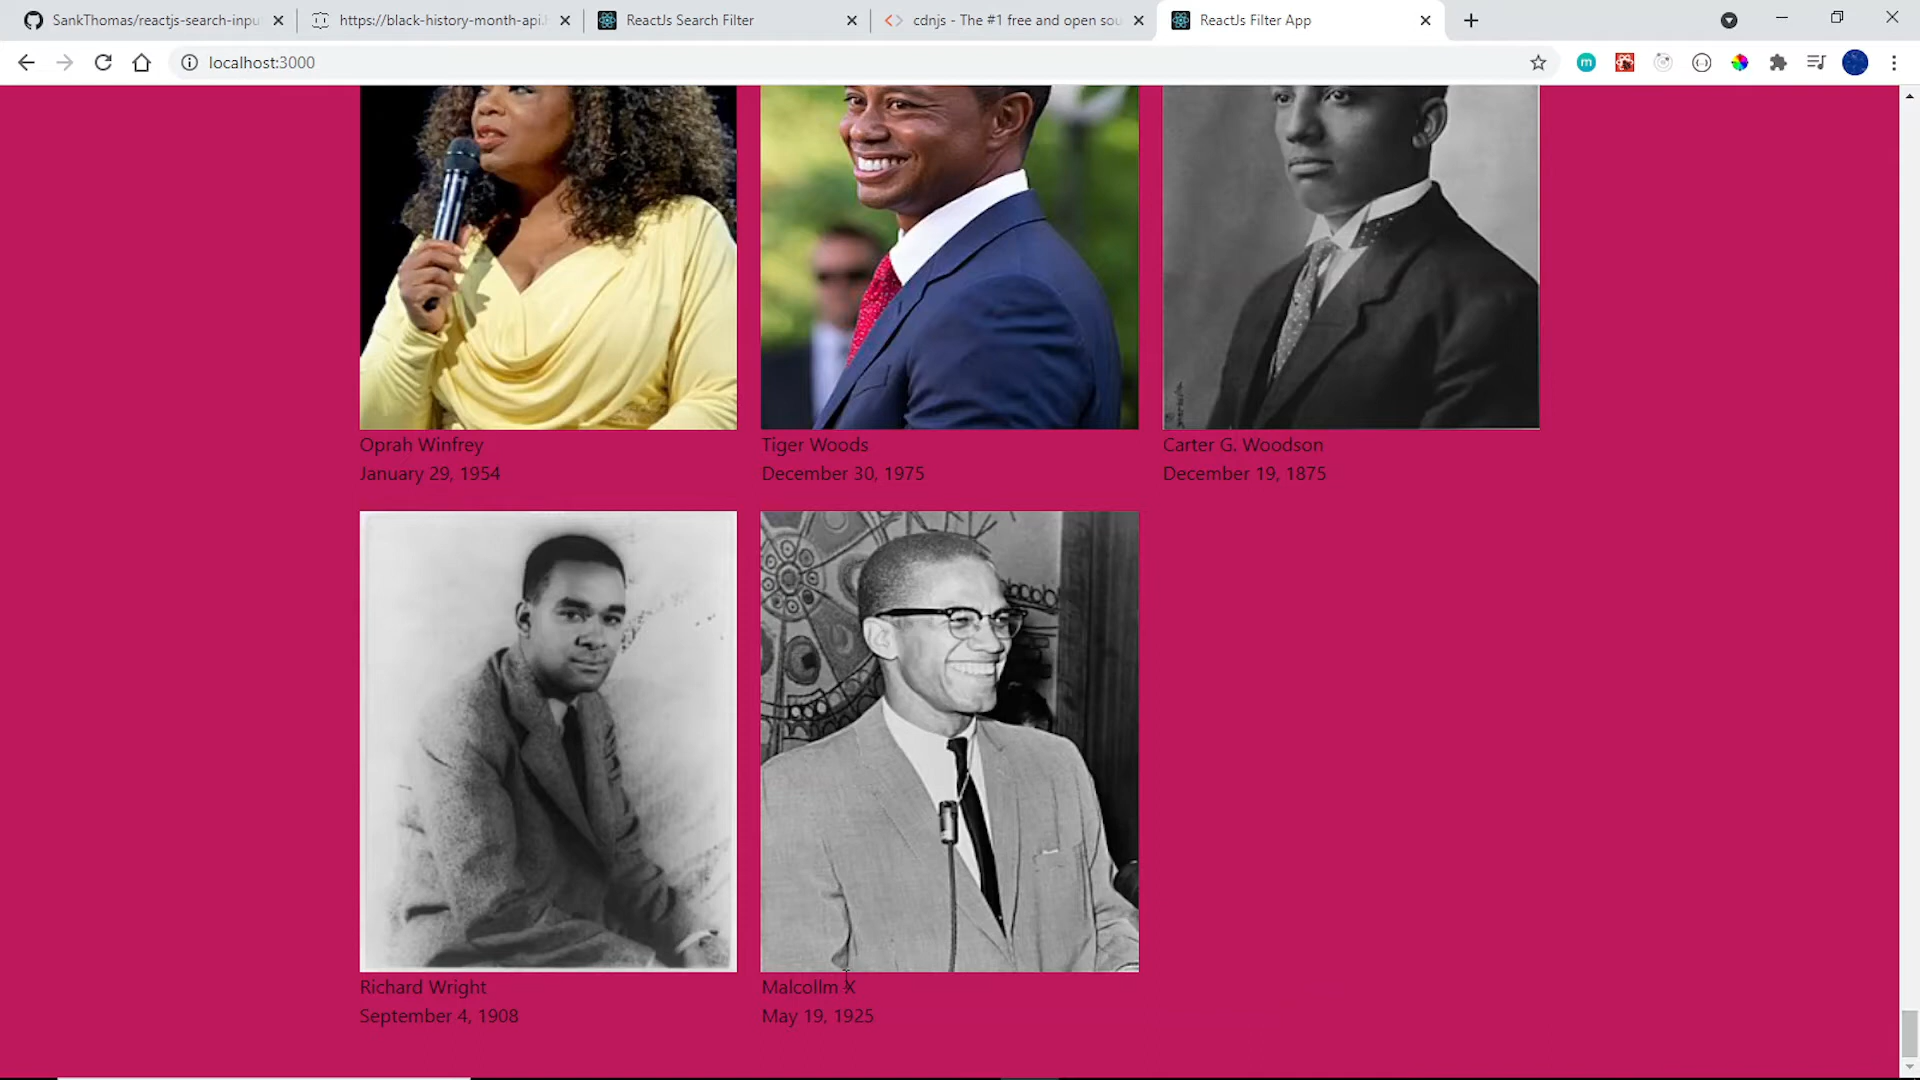 SankThomas/reactjs-search-inpu
https://black-history-month-api.h
ReactJs Search Filter
cdnjs - The #1 free and open sou
ReactJs Filter App
localhost:3000
m
Oprah Winfrey
January 29, 1954
Tiger Woods
December 30, 1975
Carter G. Woodson
December 19, 1875
Richard Wright
September 4, 1908
Malcollm X
May 19, 1925